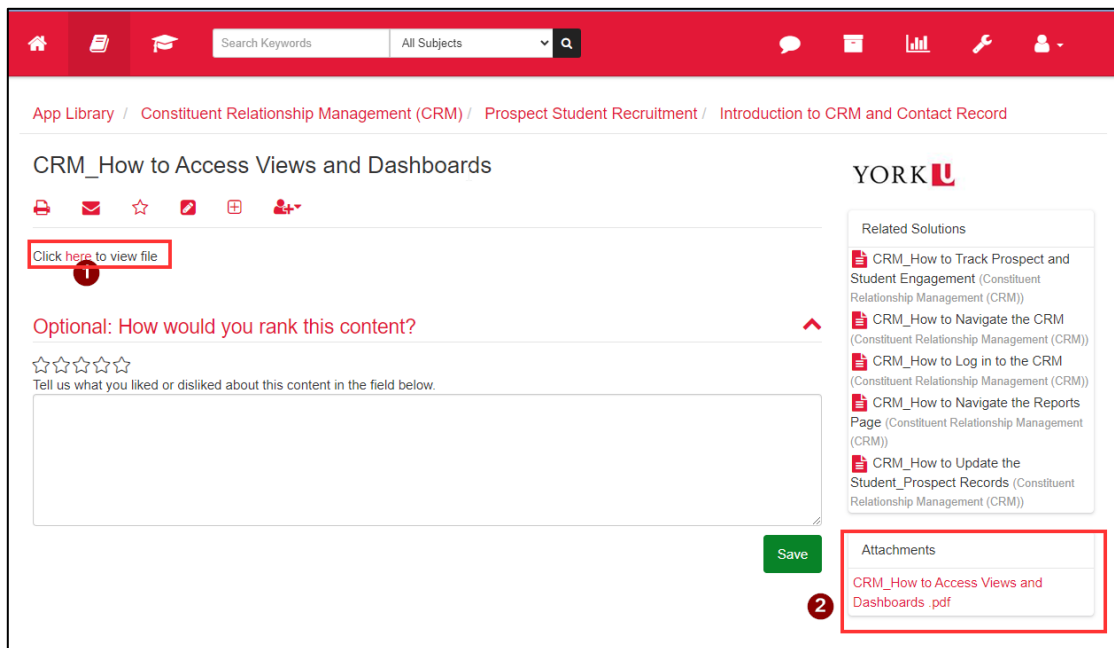 Search Keywords
All Subjects
App Library / Constituent Relationship Management (CRM) / Prospect Student Recruitment / Introduction to CRM and Contact Record
CRM_How to Access Views and Dashboards
Click here to view file
1
Optional: How would you rank this content?
Tell us what you liked or disliked about this content in the field below.
Save
YORK U
Related Solutions
CRM_How to Track Prospect and
Student Engagement (Constituent
Relationship Management (CRM))
CRM_How to Navigate the CRM
(Constituent Relationship Management (CRM))
CRM_How to Log in to the CRM
(Constituent Relationship Management (CRM))
CRM_How to Navigate the Reports
Page (Constituent Relationship Management
(CRM))
CRM_How to Update the
Student_Prospect Records (Constituent
Relationship Management (CRM))
Attachments
CRM_How to Access Views and
Dashboards .pdf
2